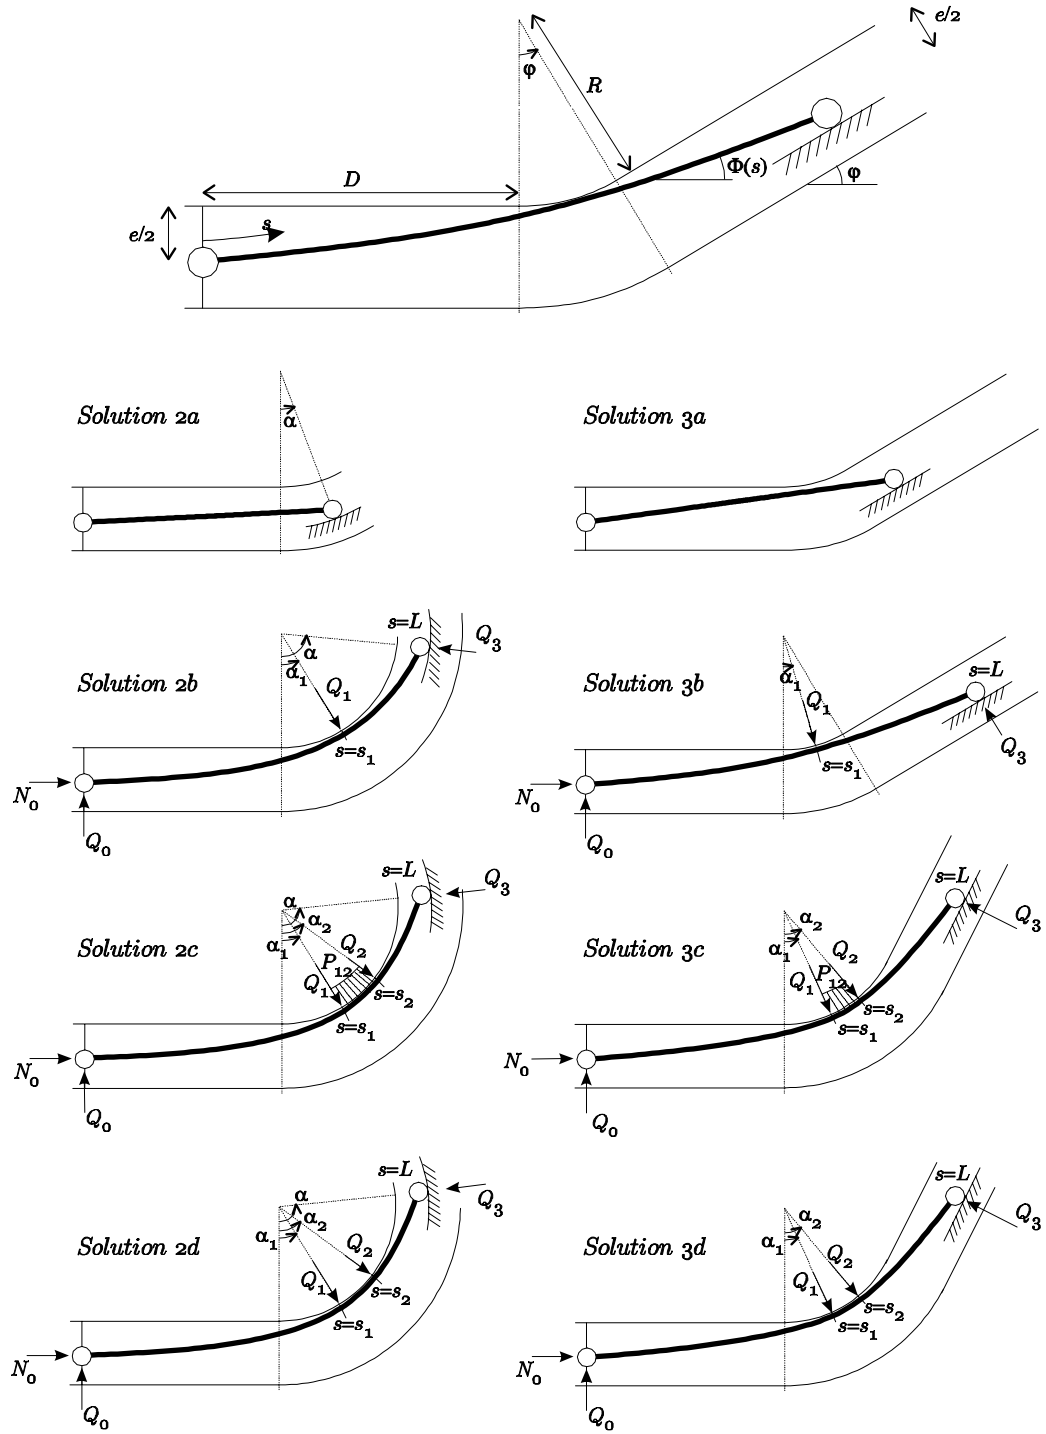 e/2
φ
R
D
Φ(s)
φ
s
e/2
Solution 2a
α
Solution 3a
s=L
Q3
α
α1
Q1
Solution 2b
s=s1
N0
Q0
s=L
α1
Q1
Solution 3b
Q3
s=s1
N0
Q0
s=L
Q3
α
α2
α1
Q2
Solution 2c
P12
Q1
s=s2
s=s1
N0
Q0
s=L
Q3
α2
α1
Q2
Solution 3c
P12
Q1
s=s2
s=s1
N0
Q0
s=L
Q3
α
α2
α1
Q2
Solution 2d
Q1
s=s2
s=s1
N0
Q0
s=L
Q3
α2
α1
Q2
Solution 3d
Q1
s=s2
s=s1
N0
Q0